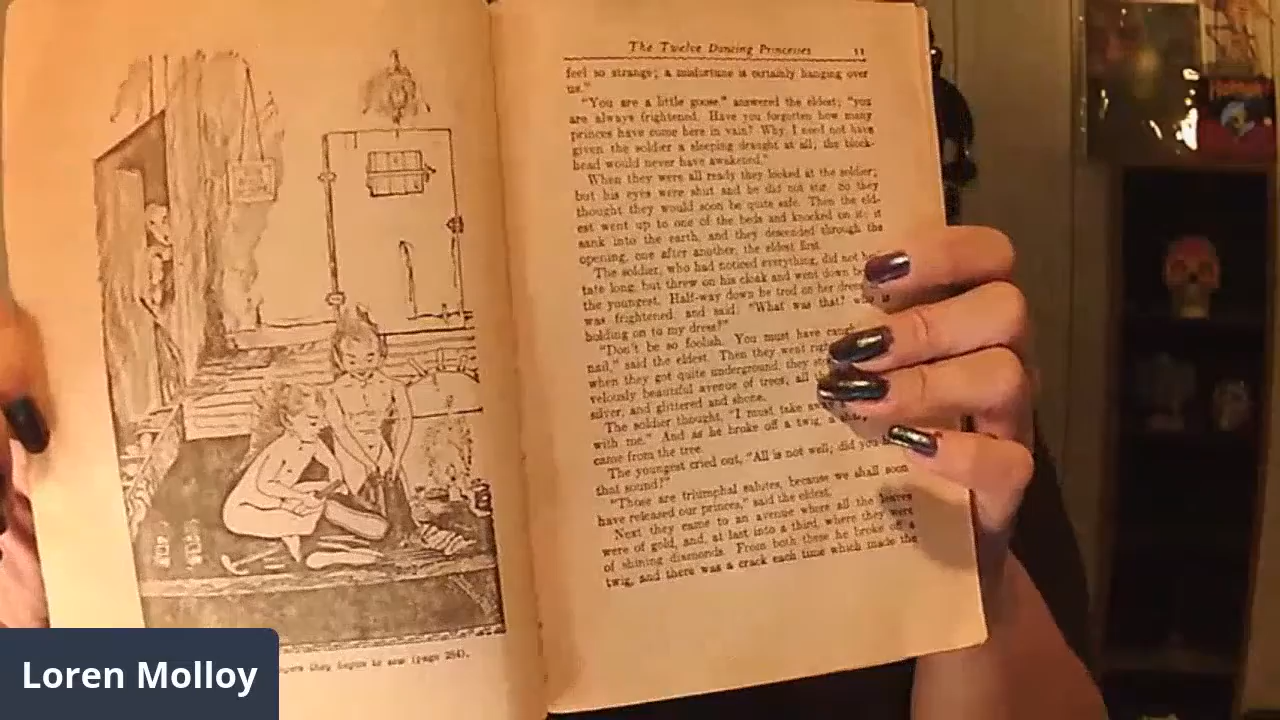 The Twelve Dancing Princesses 11
feel so strange; a misfortune is certainly hanging over
us."
"You are a little goose," answered the eldest; "you
are always frightened. Have you forgotten how many
princes have come here in vain? Why, I need not have
given the soldier a sleeping draught at all; the block-
head would never have awakened."
When they were all ready they looked at the soldier;
but his eyes were shut and he did not stir. So they
thought they would soon be quite safe. Then the eld-
est went up to one of the beds and knocked on it; it
sank into the earth, and they descended through the
opening, one after another, the eldest first.
The soldier, who had noticed everything, did not
tate long, but threw on his cloak and went down
the youngest. Half-way down he trod on her dress
was frightened, and said: "What was that? who is
holding on to my dress?"
"Don't be so foolish. You must have
nail," said the eldest. Then they went
when they got quite underground, they
velously beautiful avenue of trees; all
silver, and glittered and shone.
The soldier thought, "I must take
with me." And as he broke off a twig, a
came from the tree.
The youngest cried out, "All is not well; did you
that sound?"
"Those are triumphal salutes, because we shall soon
have released our princes," said the eldest.
Next they came to an avenue where all the leaves
were of gold, and, at last into a third, where they were
of shining diamonds. From both these he broke off a
twig, and there was a crack each time which made the
they began to sew (page 254).
Loren Molloy